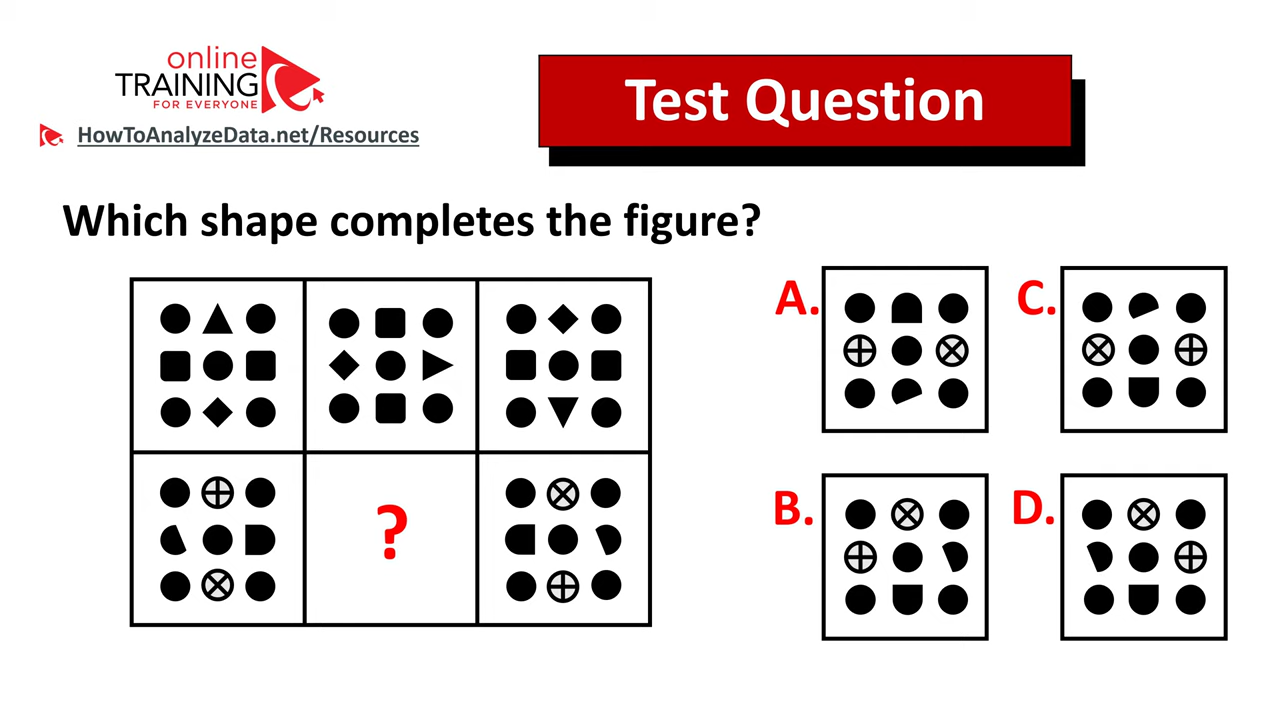 online
TRAINING
FOR EVERYONE
HowToAnalyzeData.net/Resources
Test Question
Which shape completes the figure?
A.
C.
?
B.
D.